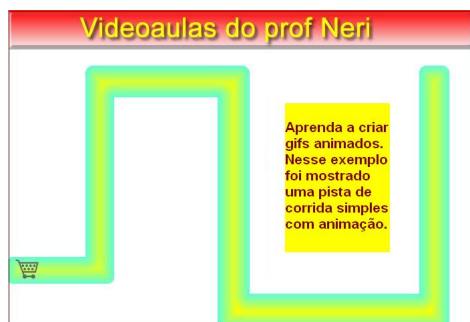 Videoaulas do prof Neri
Aprenda a criar
gifs animados.
Nesse exemplo
foi mostrado
uma pista de
corrida simples
com animação.